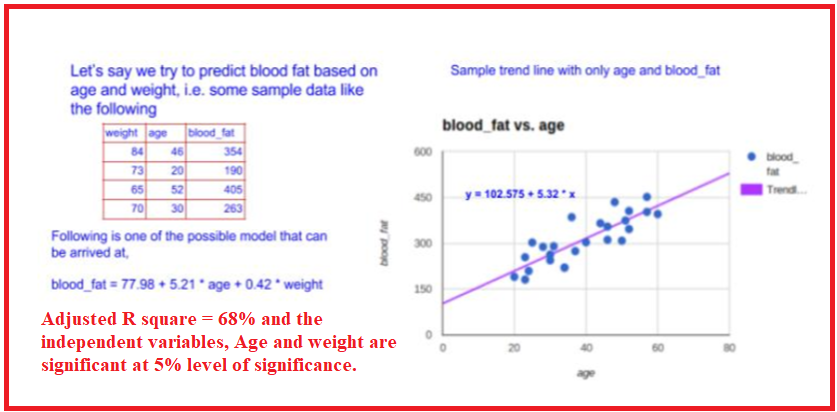 Let's say we try to predict blood fat based on
age and weight, i.e. some sample data like
the following
weight age blood_fat
84 46 354
73 20 190
65 52 405
70 30 263
Following is one of the possible model that can
be arrived at,
blood_fat = 77.98 + 5.21 * age + 0.42 * weight
Adjusted R square = 68% and the
independent variables, Age and weight are
significant at 5% level of significance.
Sample trend line with only age and blood_fat
blood_fat vs. age
600
450
300
150
0
blood_fat
y = 102.575 + 5.32 * x
0 20 40 60 80
age
blood_
fat
Trendl...